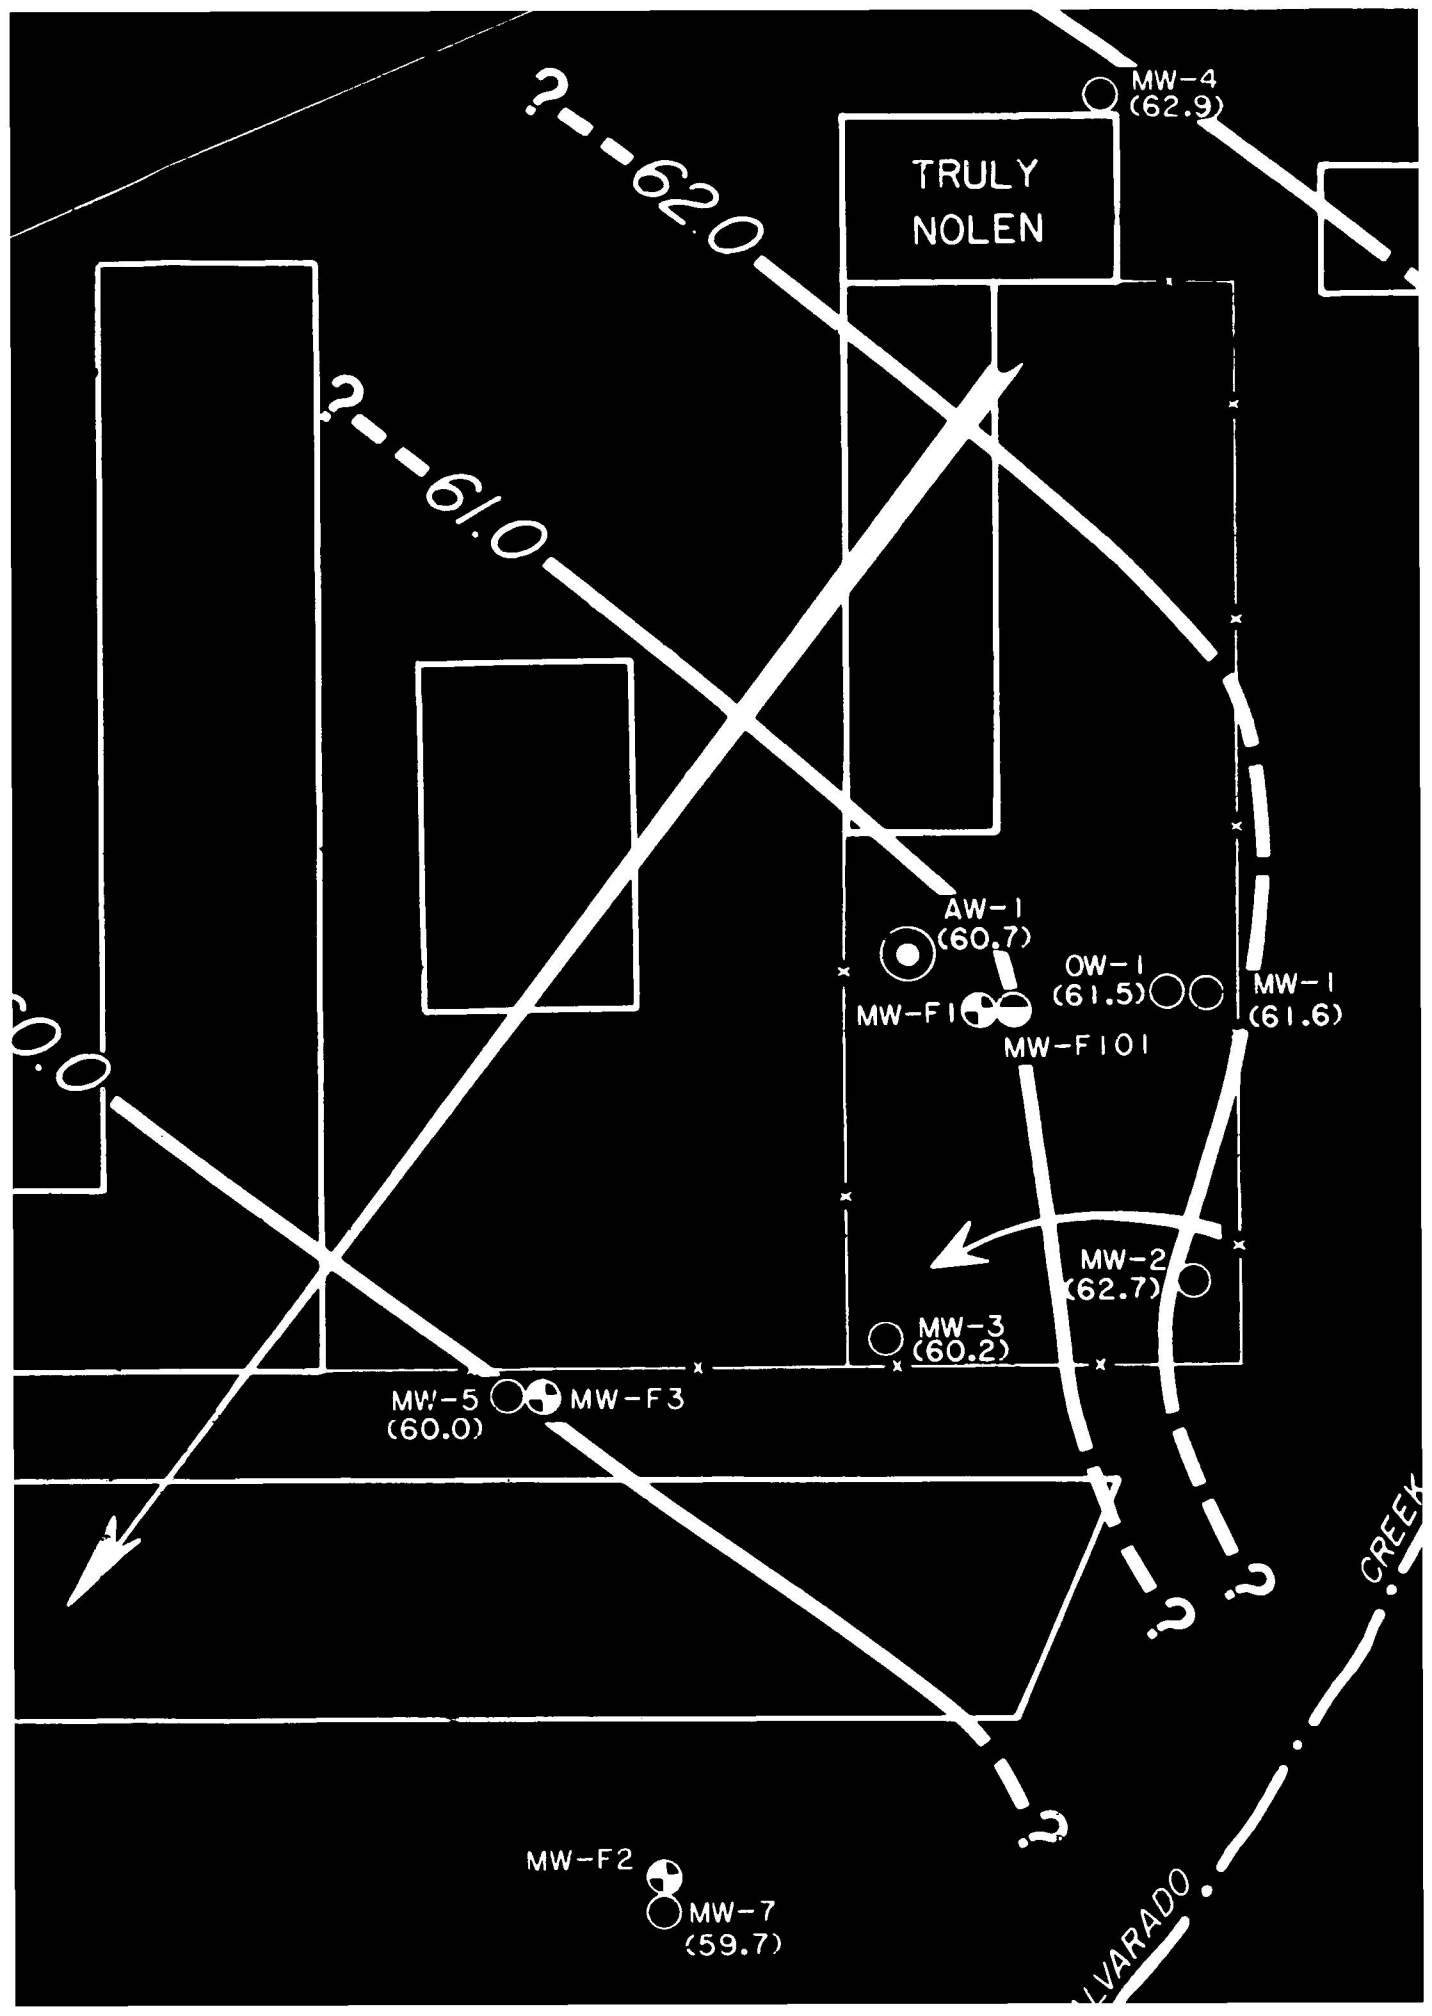 MW-4
(62.9)
TRULY
NOLEN
?
62.0
?
61.0
AW-1
(60.7)
OW-1
(61.5)
MW-1
(61.6)
MW-F1
MW-F101
0.0
MW-2
(62.7)
MW-3
(60.2)
MW-5
(60.0)
MW-F3
CREEK
?
?
?
MW-F2
MW-7
(59.7)
LVARADO